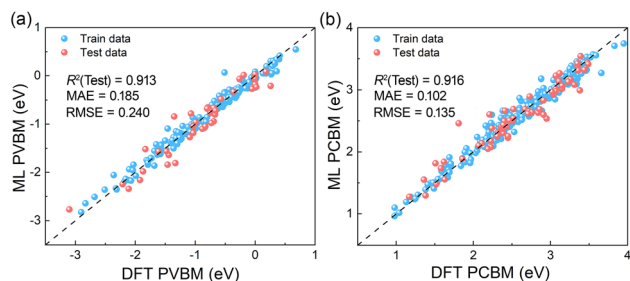 (a)
Train data
Test data
R²(Test) = 0.913
MAE = 0.185
RMSE = 0.240
ML PVBM (eV)
1
0
-1
-2
-3
-3 -2 -1 0 1
DFT PVBM (eV)
(b)
Train data
Test data
R²(Test) = 0.916
MAE = 0.102
RMSE = 0.135
ML PCBM (eV)
4
3
2
1
1 2 3 4
DFT PCBM (eV)